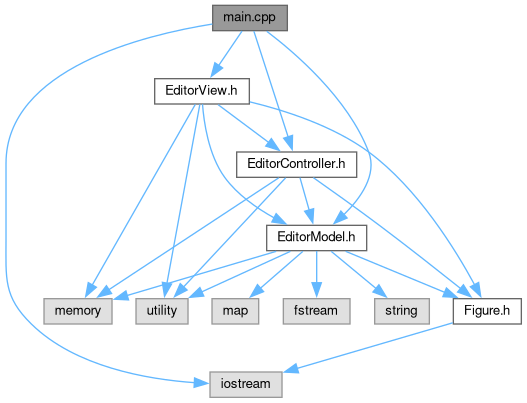 main.cpp
EditorView.h
EditorController.h
EditorModel.h
memory
utility
map
fstream
string
Figure.h
iostream